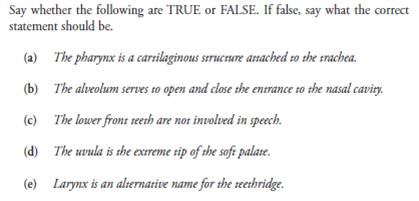 Say whether the following are TRUE or FALSE. If false, say what the correct
statement should be.
(a) The pharynx is a cartilaginous structure attached to the trachea.
(b) The alveolum serves to open and close the entrance to the nasal cavity.
(c) The lower front teeth are not involved in speech.
(d) The uvula is the extreme tip of the soft palate.
(e) Larynx is an alternative name for the teethridge.